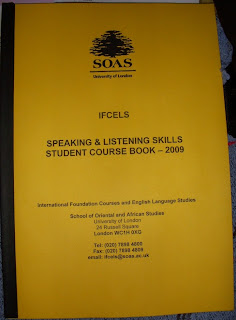 SOAS
University of London
IFCELS
SPEAKING & LISTENING SKILLS
STUDENT COURSE BOOK – 2009
International Foundation Courses and English Language Studies
School of Oriental and African Studies
University of London
24 Russell Square
London WC1H 0XG
Tel: (020) 7898 4800
Fax: (020) 7898 4809
email: ifcels@soas.ac.uk